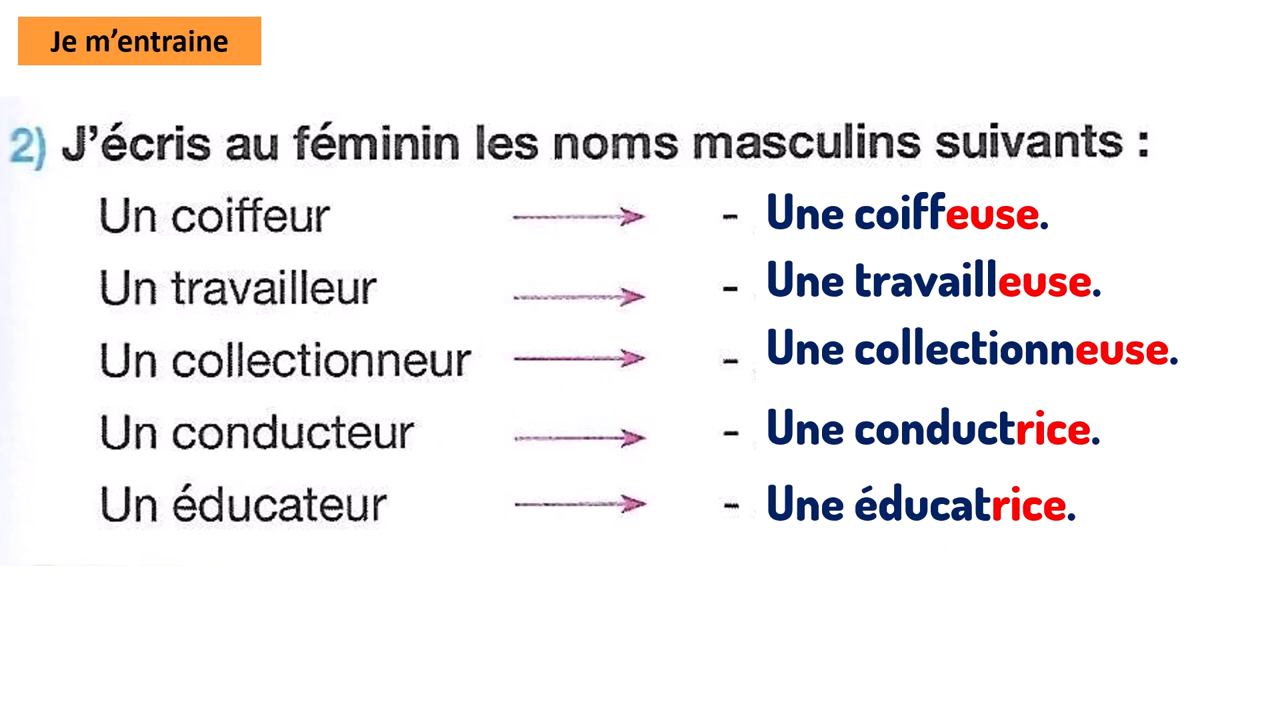 Je m’entraine
2) J’écris au féminin les noms masculins suivants :
Un coiffeur - Une coiffeuse.
Un travailleur - Une travailleuse.
Un collectionneur - Une collectionneuse.
Un conducteur - Une conductrice.
Un éducateur - Une éducatrice.